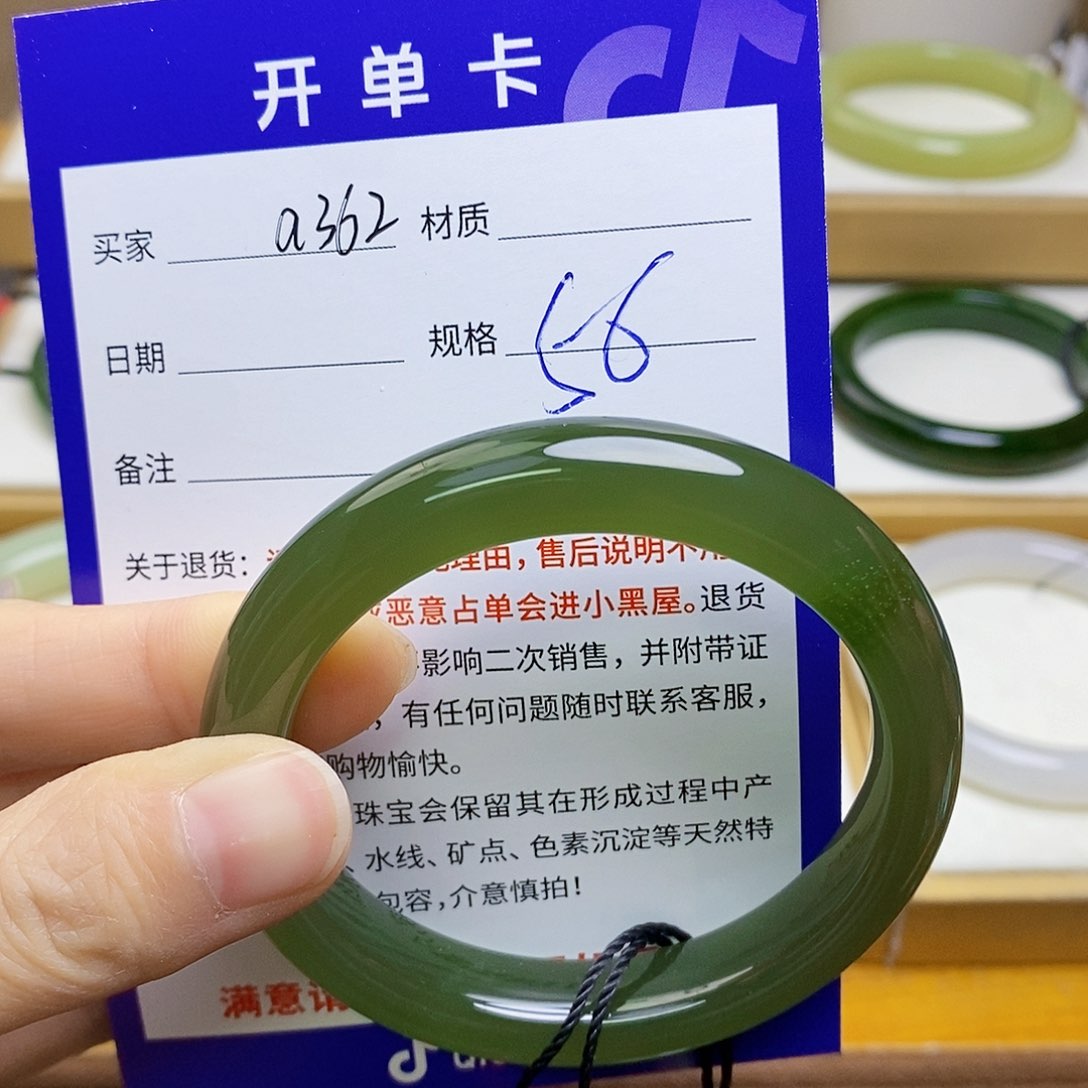 开单卡
买家 a362 材质
日期 规格 56
备注
关于退货： 理由，售后说明不
恶意占单会进小黑屋。退货
影响二次销售，并附带证
，有任何问题随时联系客服，
购物愉快。
珠宝会保留其在形成过程中产
、水线、矿点、色素沉淀等天然特
包容，介意慎拍！
满意请